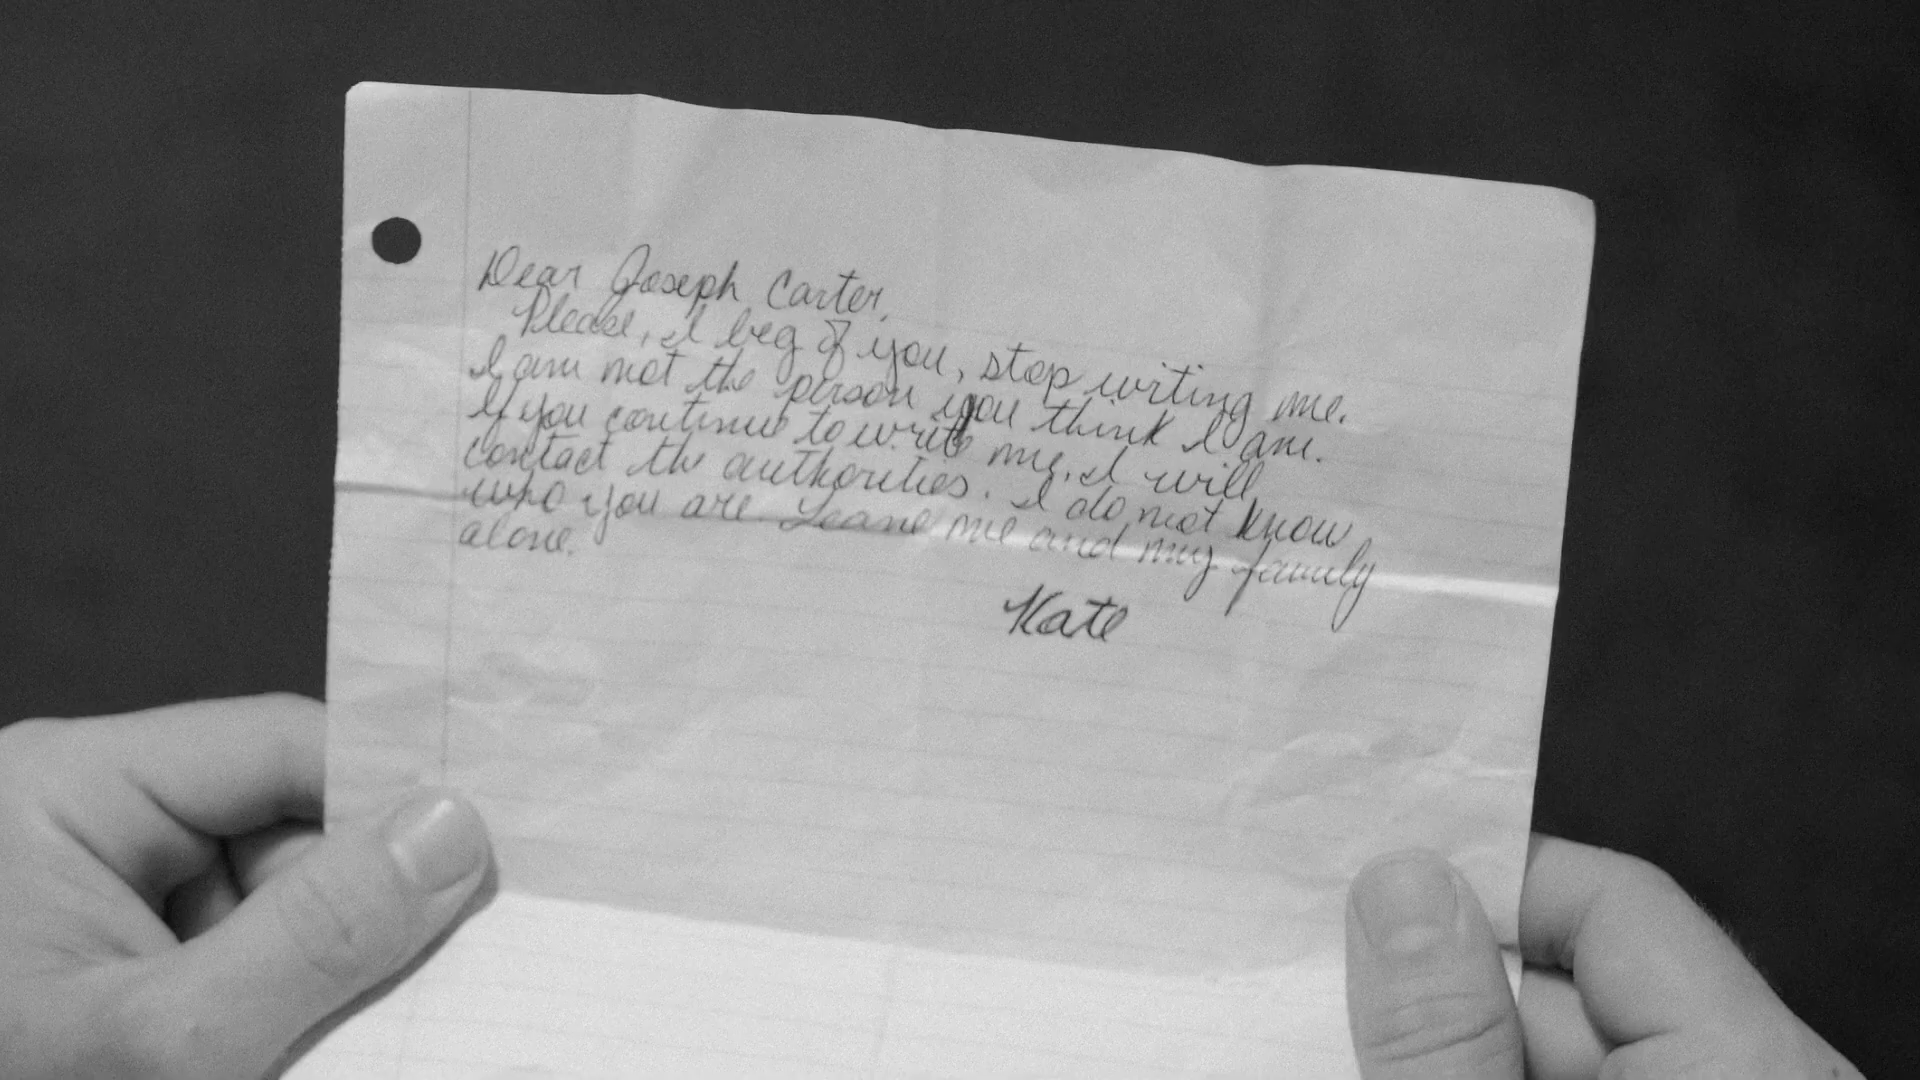 Dear Joseph Carter,
Please, I beg of you, stop writing me.
I am not the person you think I am.
If you continue to write me, I will
contact the authorities. I do not know
who you are. Leave me and my family
alone.
Kate